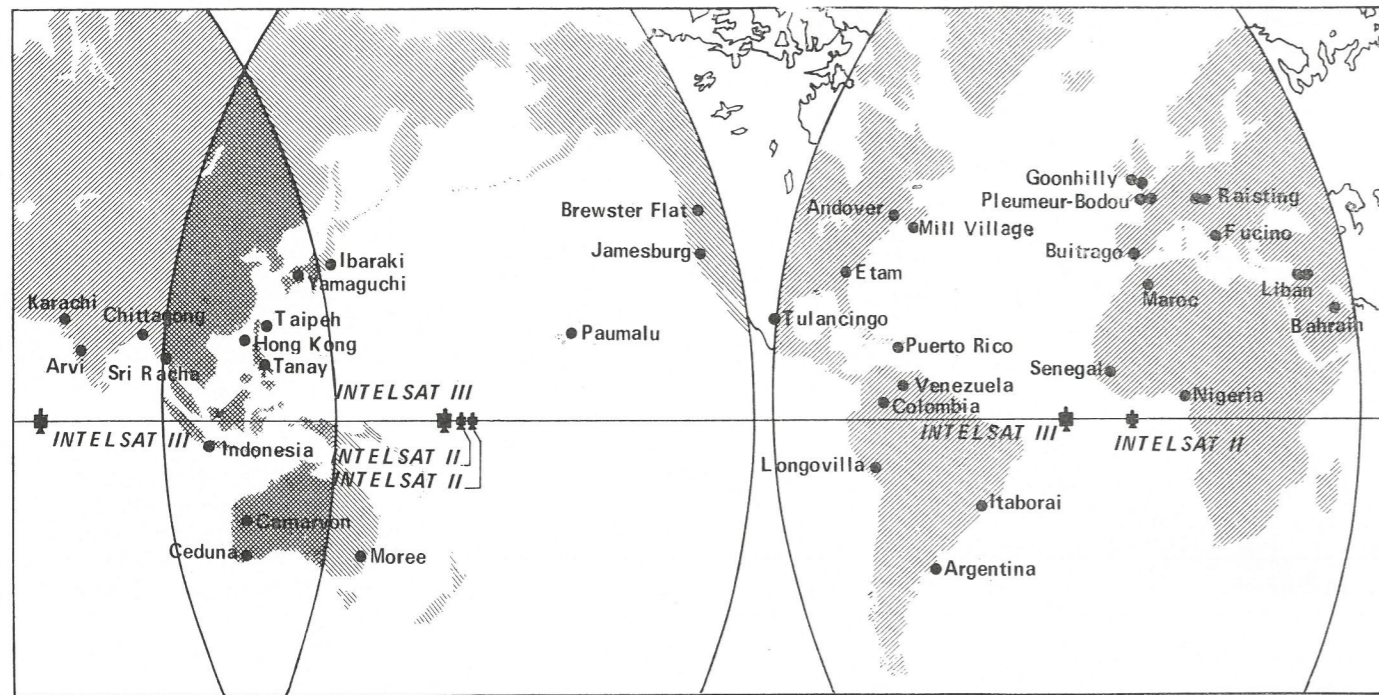 Goonhilly
Pleumeur-Bodou
Raisting
Brewster Flat
Andover
Mill Village
Fucino
Jamesburg
Buitrago
Ibaraki
Yamaguchi
Etam
Liban
Maroc
Karachi
Chittagong
Taipeh
Tulancingo
Bahrain
Hong Kong
Paumalu
Puerto Rico
Arvi
Sri Racha
Tanay
Senegal
INTELSAT III
Venezuela
Nigeria
Colombia
INTELSAT III
INTELSAT III
INTELSAT II
Indonesia
INTELSAT II
INTELSAT II
Longovilla
Itaborai
Camarvon
Ceduna
Moree
Argentina